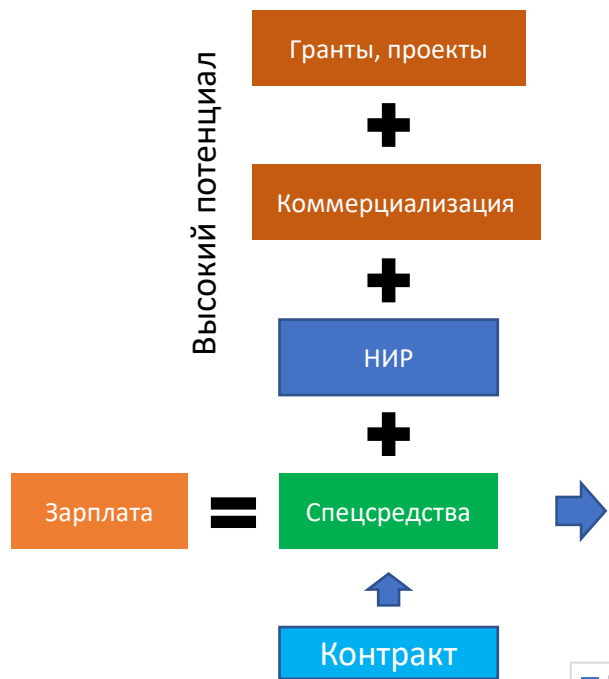 Гранты, проекты
Высокий потенциал
Коммерциализация
НИР
Зарплата
Спецсредства
Контракт